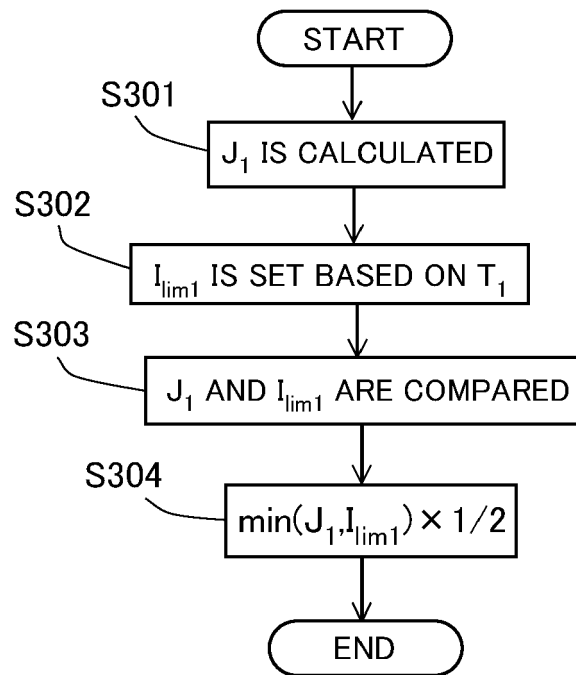 START
S301
J₁ IS CALCULATED
S302
Iₗᵢₘ₁ IS SET BASED ON T₁
S303
J₁ AND Iₗᵢₘ₁ ARE COMPARED
S304
min(J₁,Iₗᵢₘ₁)×1/2
END